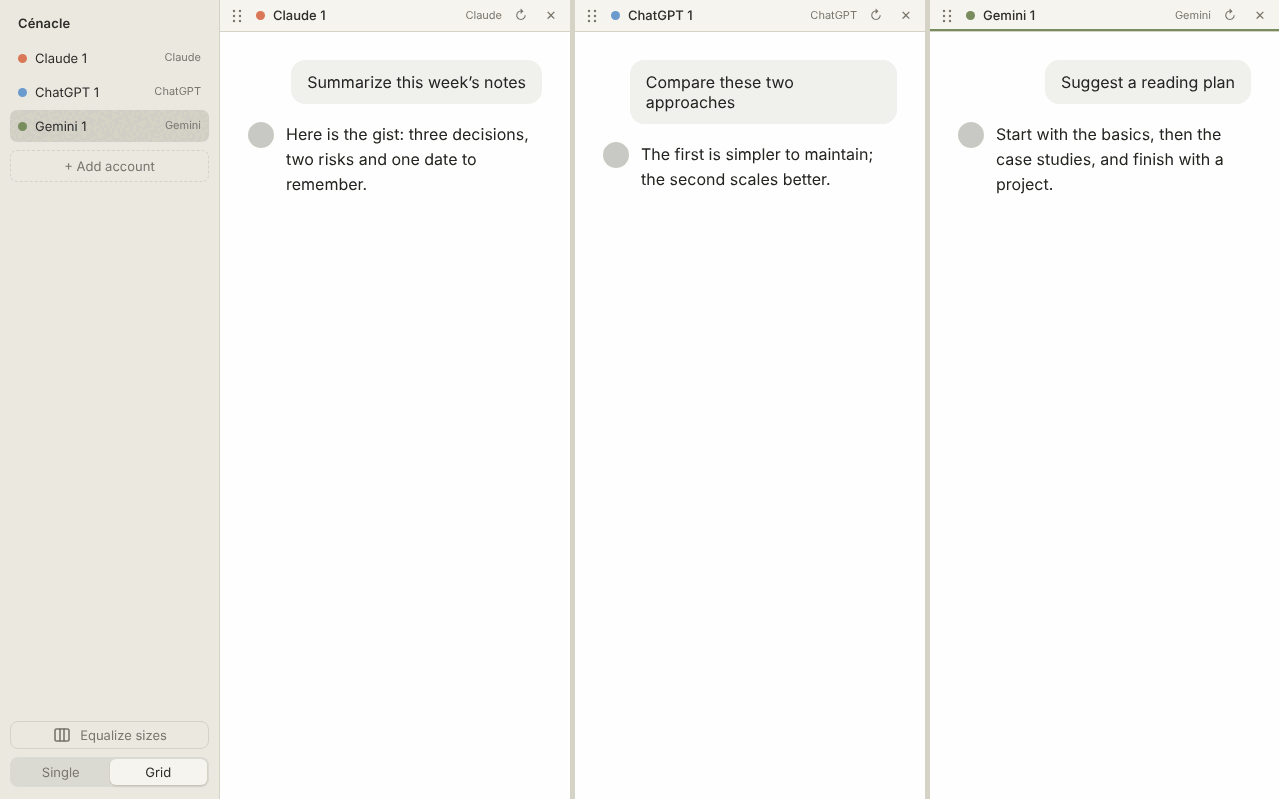 Cénacle
Claude 1 Claude
ChatGPT 1 ChatGPT
Gemini 1 Gemini
+ Add account
Equalize sizes
Single Grid
Claude 1 Claude
Summarize this week’s notes
Here is the gist: three decisions,
two risks and one date to
remember.
ChatGPT 1 ChatGPT
Compare these two
approaches
The first is simpler to maintain;
the second scales better.
Gemini 1 Gemini
Suggest a reading plan
Start with the basics, then the
case studies, and finish with a
project.